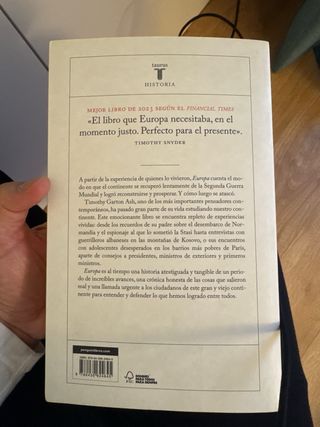 taurus
T
HISTORIA
MEJOR LIBRO DE 2023 SEGÚN EL FINANCIAL TIMES
«El libro que Europa necesitaba, en el
momento justo. Perfecto para el presente».
TIMOTHY SNYDER
A partir de la experiencia de quienes lo vivieron, Europa cuenta el mo-
do en que el continente se recuperó lentamente de la Segunda Guerra
Mundial y logró reconstruirse y prosperar. Y cómo luego se atascó.
Timothy Garton Ash, uno de los más importantes pensadores con-
temporáneos, ha pasado gran parte de su vida estudiando nuestro con-
tinente. Este emocionante libro se encuentra repleto de experiencias
vividas: desde los recuerdos de su padre sobre el desembarco de Nor-
mandía y el espionaje al que lo sometió la Stasi hasta entrevistas con
guerrilleros albaneses en las montañas de Kosovo, o sus encuentros
con adolescentes desesperados en los barrios más pobres de París,
aparte de consejos a presidentes, ministros de exteriores y primeros
ministros.
Europa es al tiempo una historia atestiguada y tangible de un periodo
de increíbles avances, una crónica honesta de las cosas que salieron
mal y una llamada urgente a los ciudadanos de este gran y viejo conti-
nente para entender y defender lo que hemos logrado entre todos.
penguinlibros.com
FSC